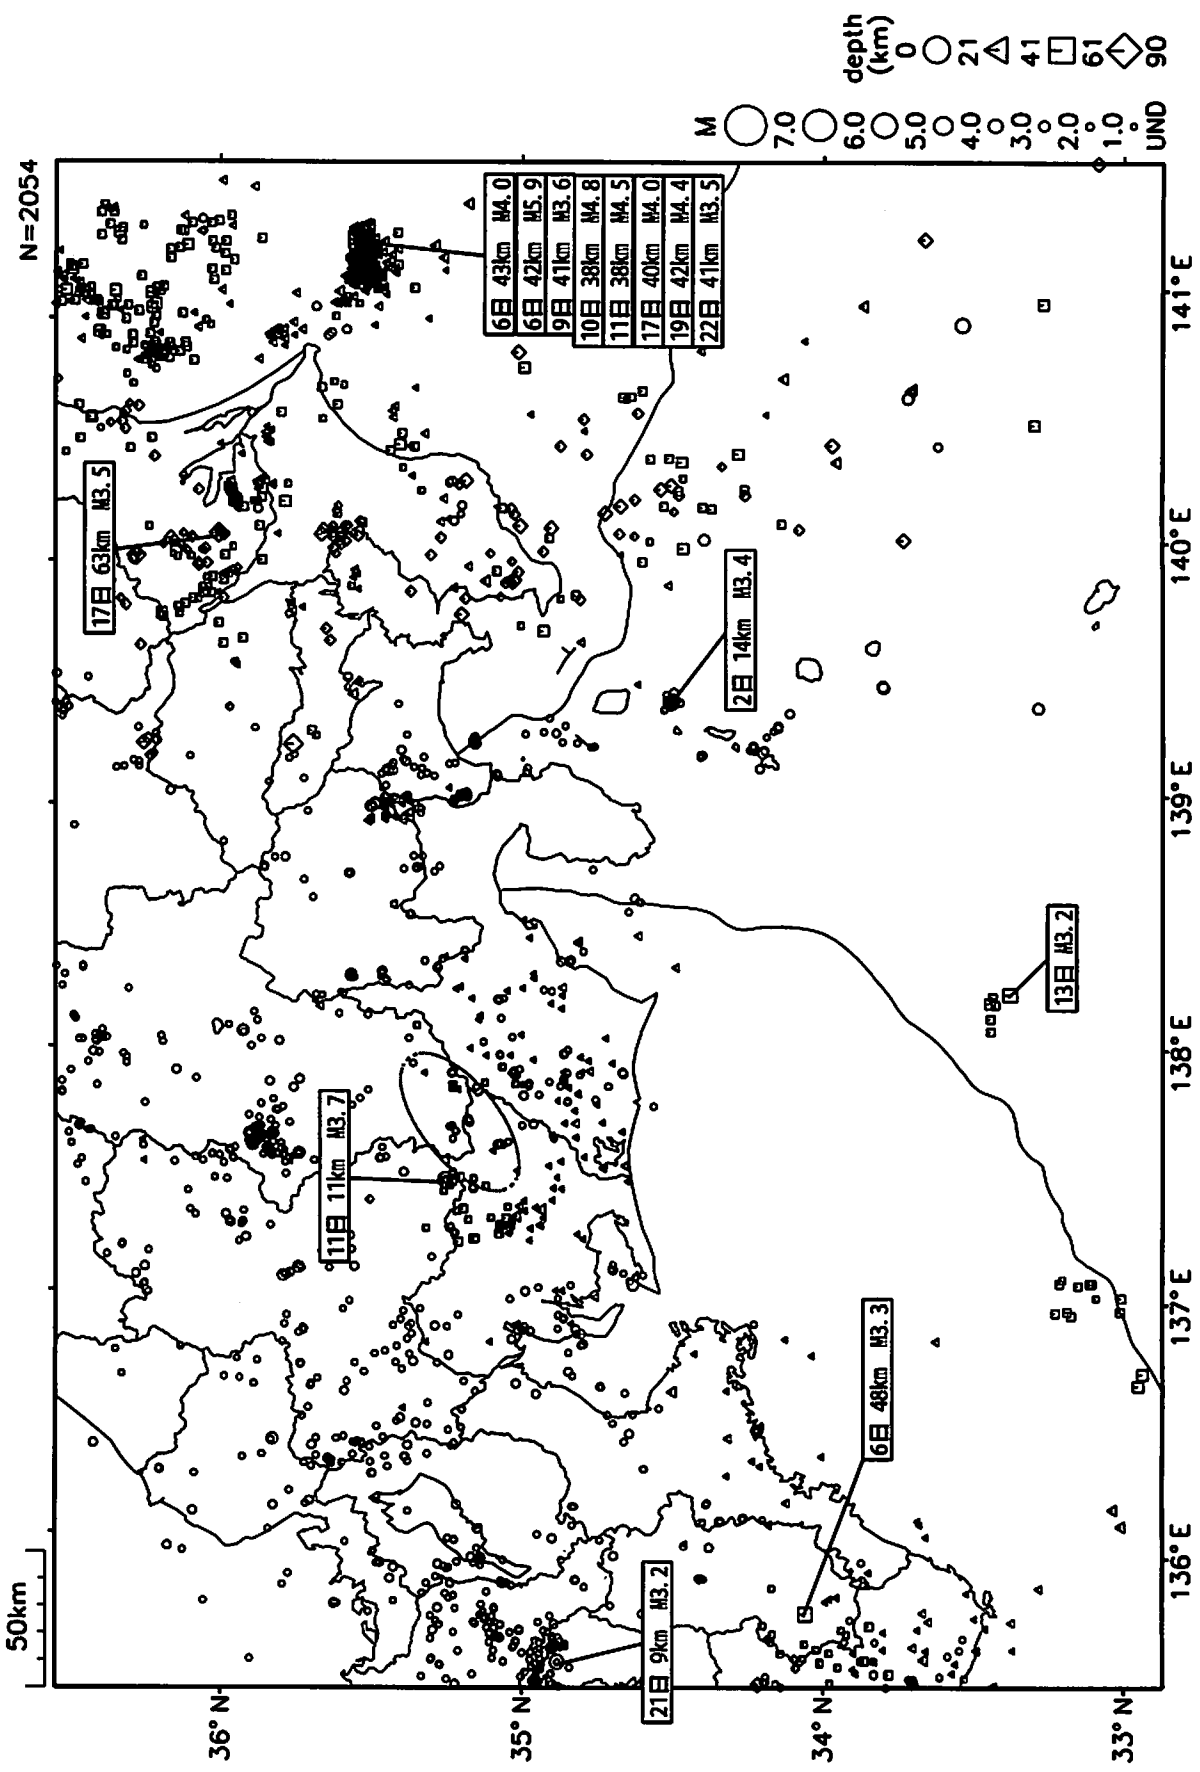 50km
N=2054
36°N
35°N
34°N
33°N
136°E
137°E
138°E
139°E
140°E
141°E
17日 63km M3.5
6日 43km M4.0
6日 42km M5.9
9日 41km M3.6
10日 38km M4.8
11日 38km M4.5
17日 40km M4.0
19日 42km M4.4
22日 41km M3.5
2日 14km M3.4
11日 11km M3.7
13日 M3.2
6日 48km M3.3
21日 9km M3.2
M
7.0
6.0
5.0
4.0
3.0
2.0
1.0
UND
depth
(km)
0
21
41
61
90